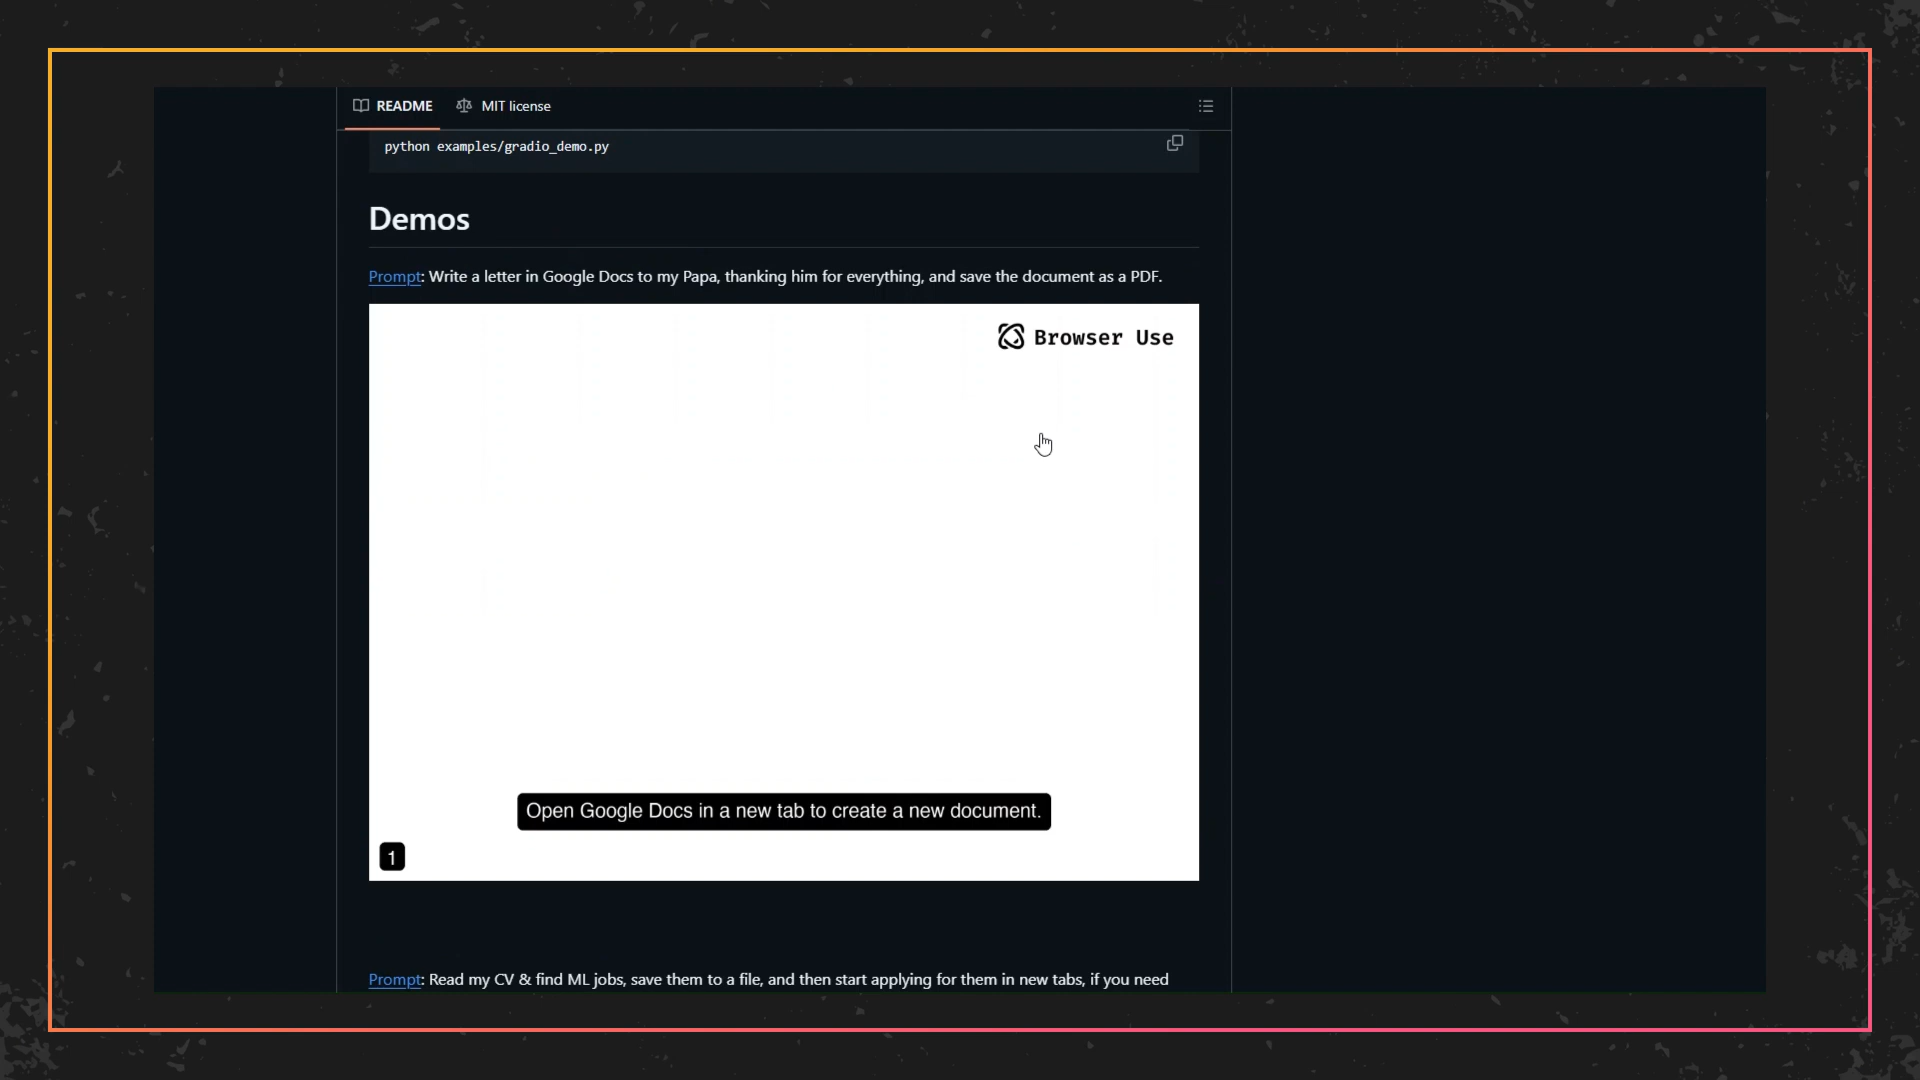 README MIT license
python examples/gradio_demo.py
Demos
Prompt: Write a letter in Google Docs to my Papa, thanking him for everything, and save the document as a PDF.
Browser Use
Open Google Docs in a new tab to create a new document.
1
Prompt: Read my CV & find ML jobs, save them to a file, and then start applying for them in new tabs, if you need